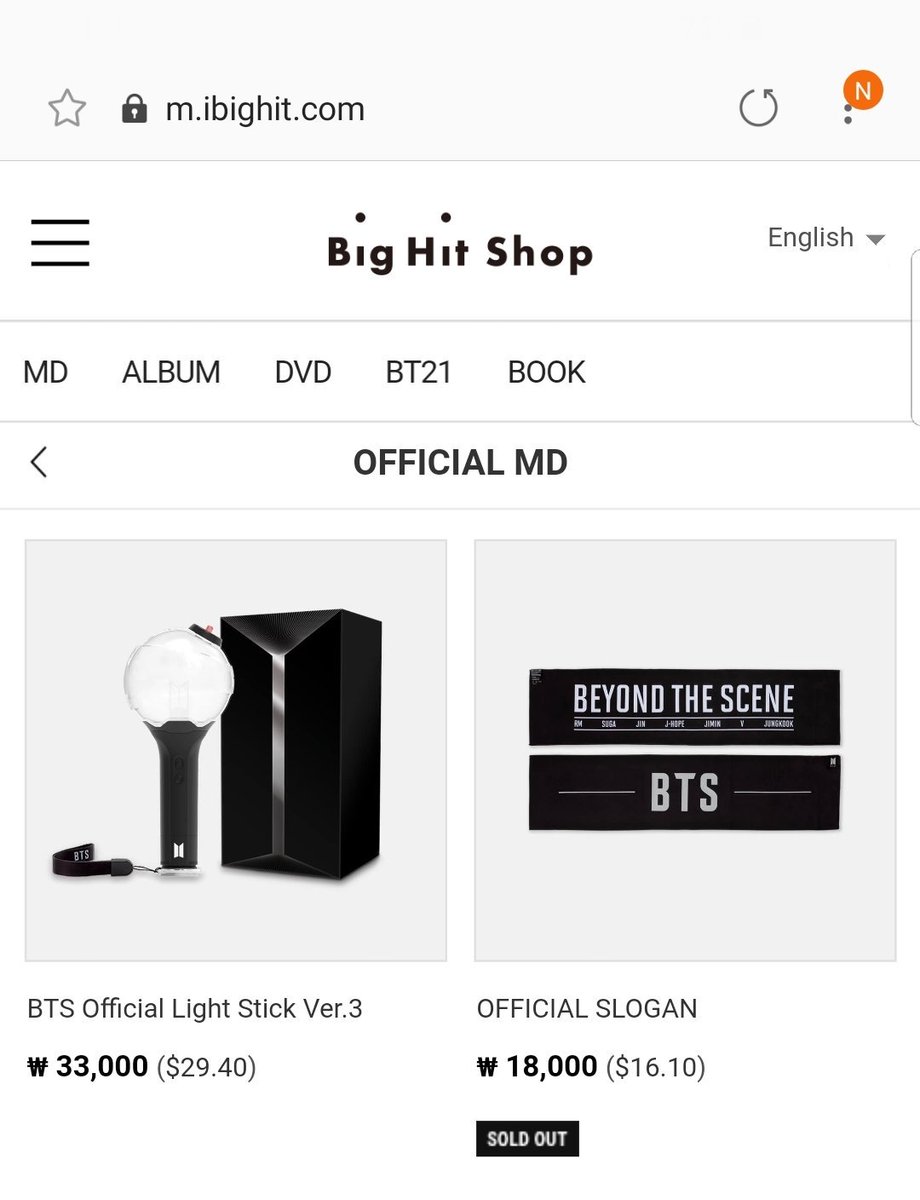 m.ibighit.com
N
Big Hit Shop
English
MD ALBUM DVD BT21 BOOK
OFFICIAL MD
BTS
BEYOND THE SCENE
RM SUGA JIN J-HOPE JIMIN V JUNGKOOK
BTS
BTS Official Light Stick Ver.3
₩ 33,000 ($29.40)
OFFICIAL SLOGAN
₩ 18,000 ($16.10)
SOLD OUT